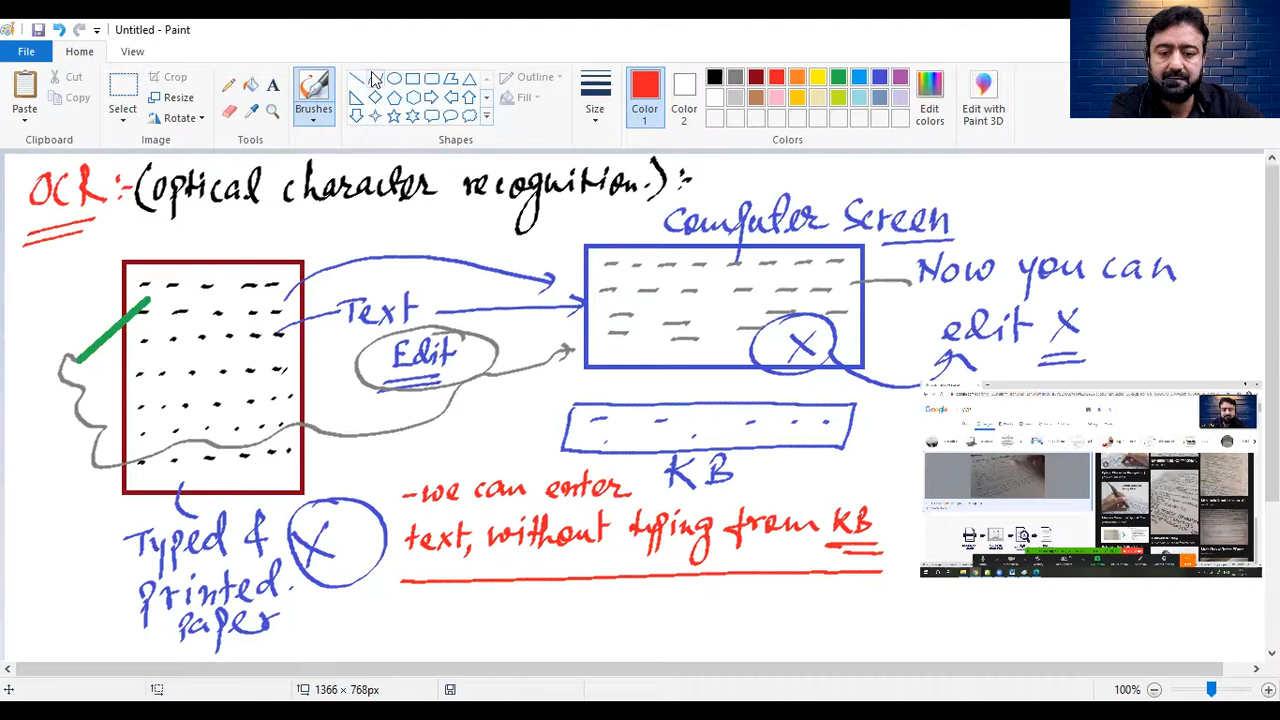 Untitled - Paint
File
Home
View
Paste
Cut
Copy
Clipboard
Select
Crop
Resize
Rotate
Image
Tools
Brushes
Shapes
Outline
Fill
Size
Color 1
Color 2
Edit colors
Edit with Paint 3D
Colors
OCR:-(optical character recognition.):-
Computer Screen
Text
Edit
Now you can
edit X
X
KB
-we can enter
text, without typing from KB
Typed &
printed.
Paper
X
Google
1366 × 768px
100%